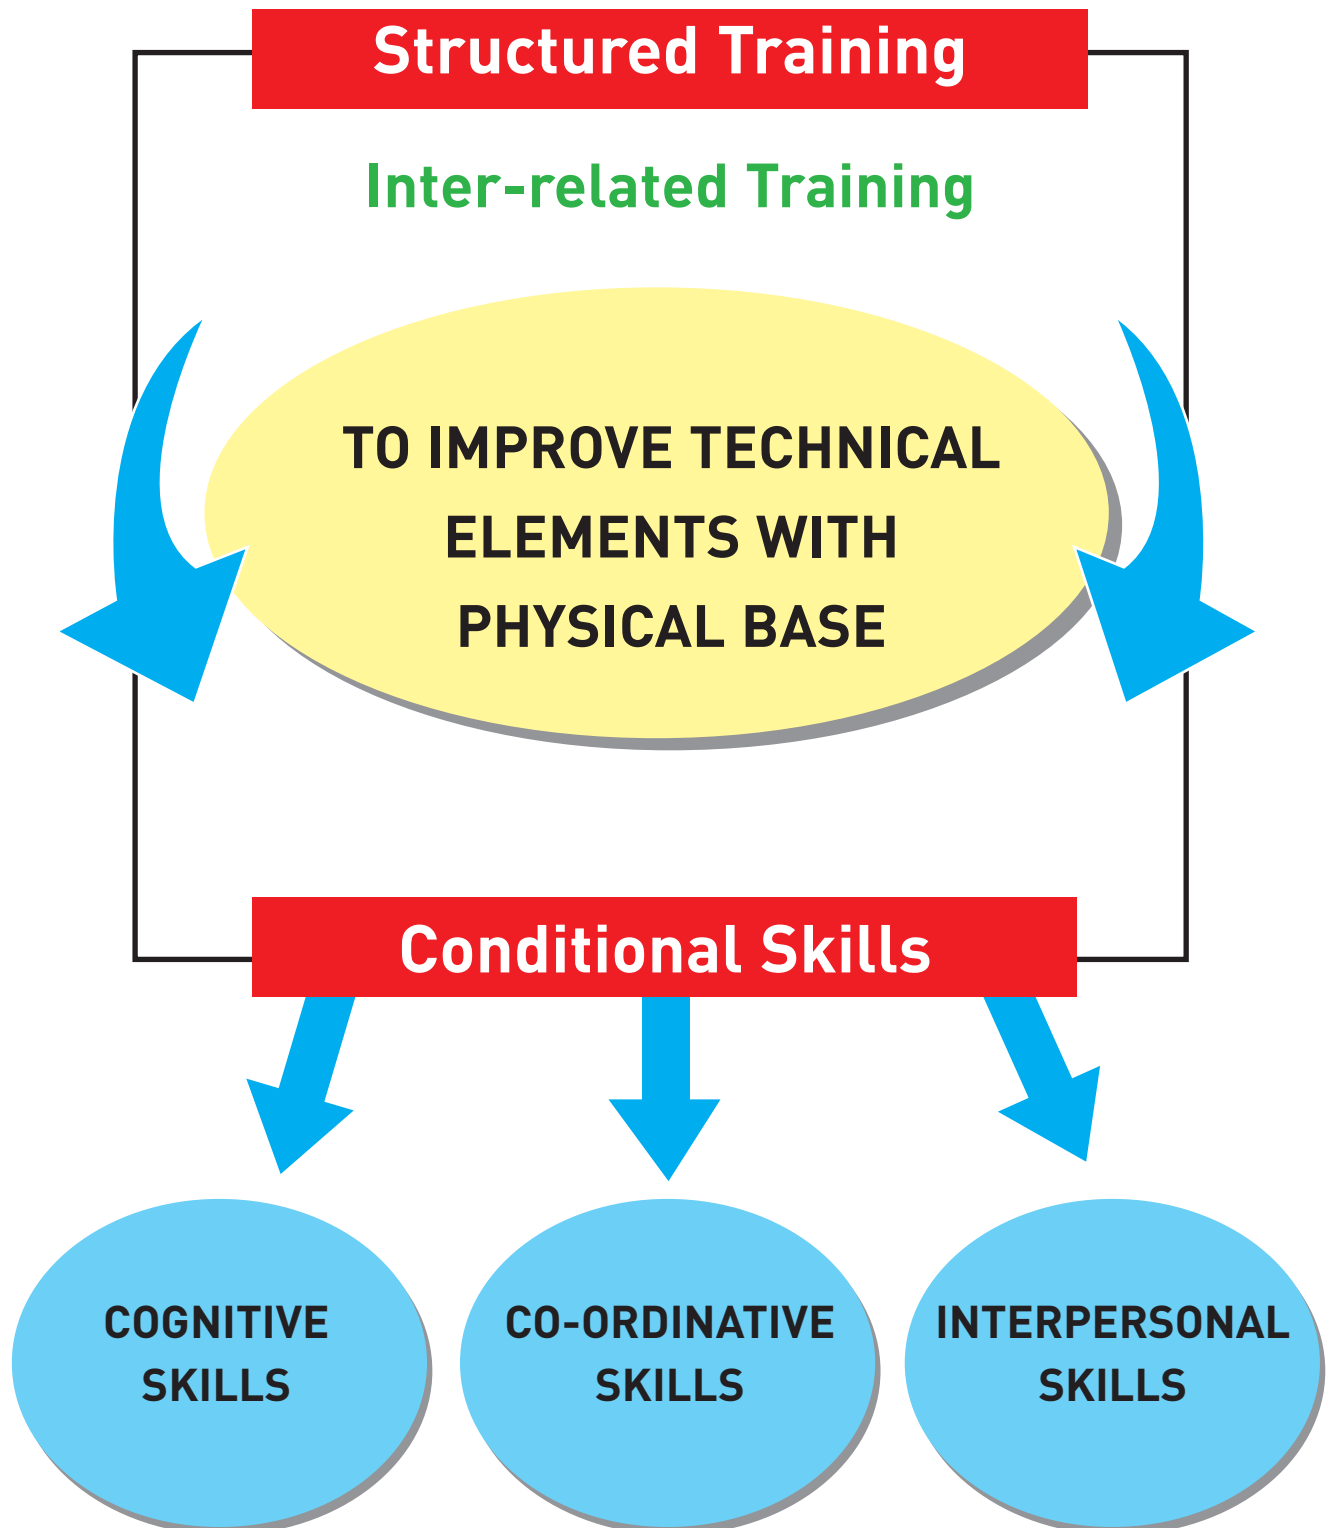 Structured Training
Inter-related Training
TO IMPROVE TECHNICAL
ELEMENTS WITH
PHYSICAL BASE
Conditional Skills
COGNITIVE
SKILLS
CO-ORDINATIVE
SKILLS
INTERPERSONAL
SKILLS